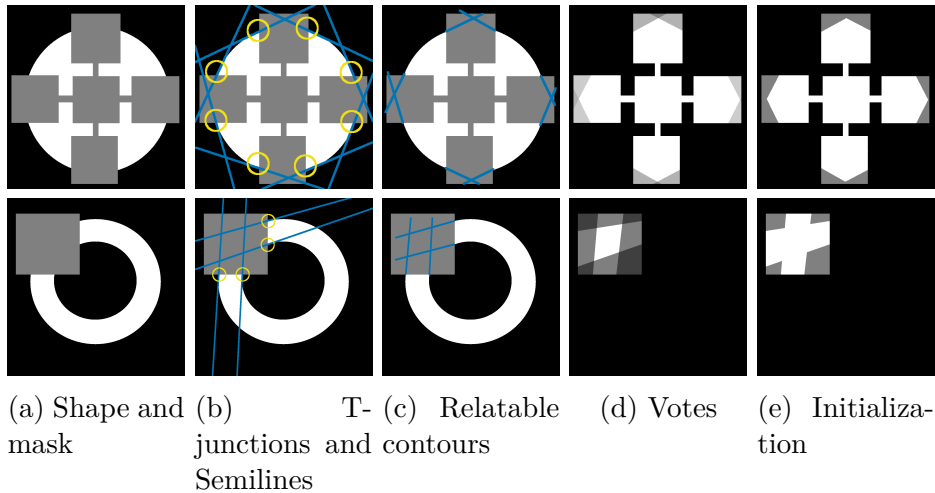 (a) Shape and
mask
(b) T-
junctions and
Semilines
(c) Relatable
contours
(d) Votes
(e) Initializa-
tion